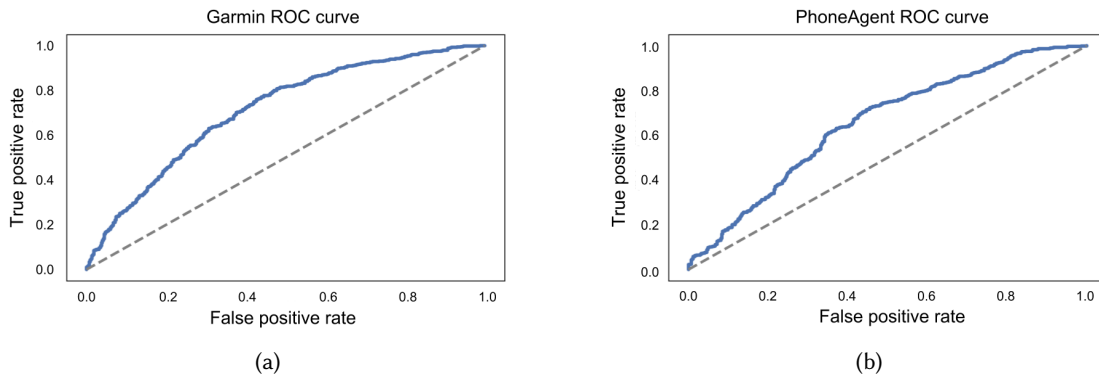 Garmin ROC curve
1.0
0.8
0.6
0.4
0.2
0.0
True positive rate
0.0 0.2 0.4 0.6 0.8 1.0
False positive rate
(a)
PhoneAgent ROC curve
1.0
0.8
0.6
0.4
0.2
0.0
True positive rate
0.0 0.2 0.4 0.6 0.8 1.0
False positive rate
(b)